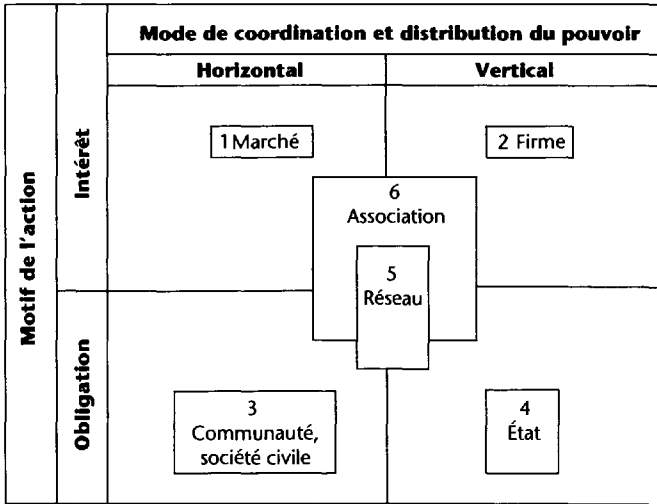 Mode de coordination et distribution du pouvoir
Horizontal
Vertical
Motif de l'action
Intérêt
1 Marché
2 Firme
6
Association
5
Réseau
Obligation
3
Communauté,
société civile
4
État